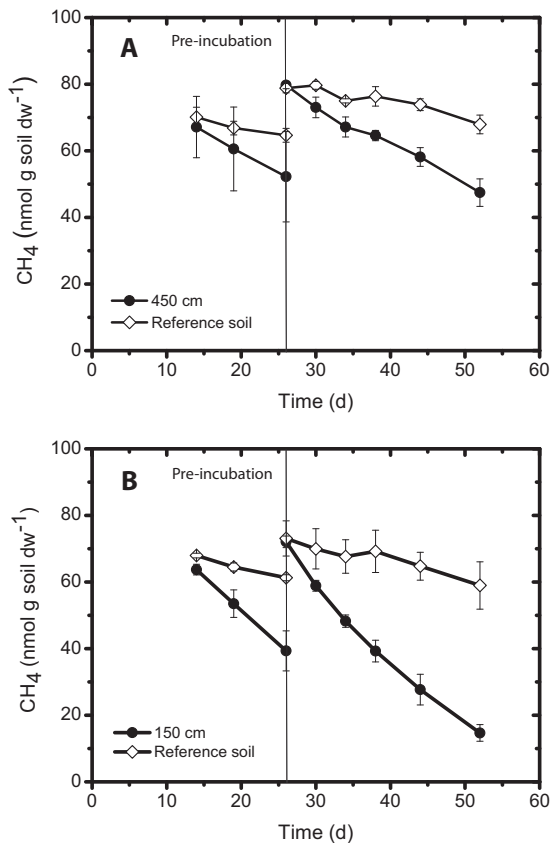 A
Pre-incubation
100
80
60
40
20
0
CH4 (nmol g soil dw−1)
450 cm
Reference soil
0 10 20 30 40 50 60
Time (d)
B
Pre-incubation
100
80
60
40
20
0
CH4 (nmol g soil dw−1)
150 cm
Reference soil
0 10 20 30 40 50 60
Time (d)